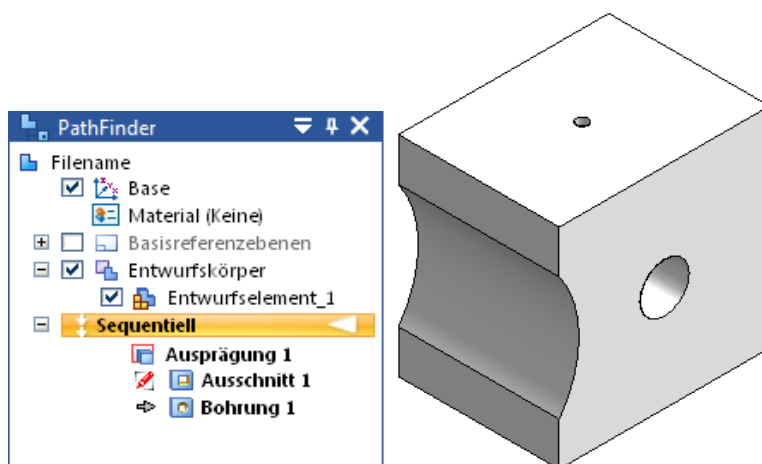 PathFinder
Filename
Base
Material (Keine)
Basisreferenzebenen
Entwurfskörper
Entwurfselement_1
Sequentiell
Ausprägung 1
Ausschnitt 1
Bohrung 1